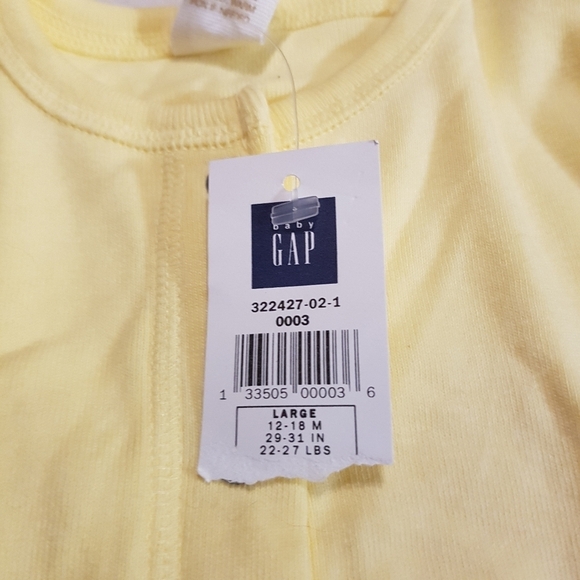 baby
GAP
322427-02-1
0003
1 33505 00003 6
LARGE
12-18 M
29-31 IN
22-27 LBS